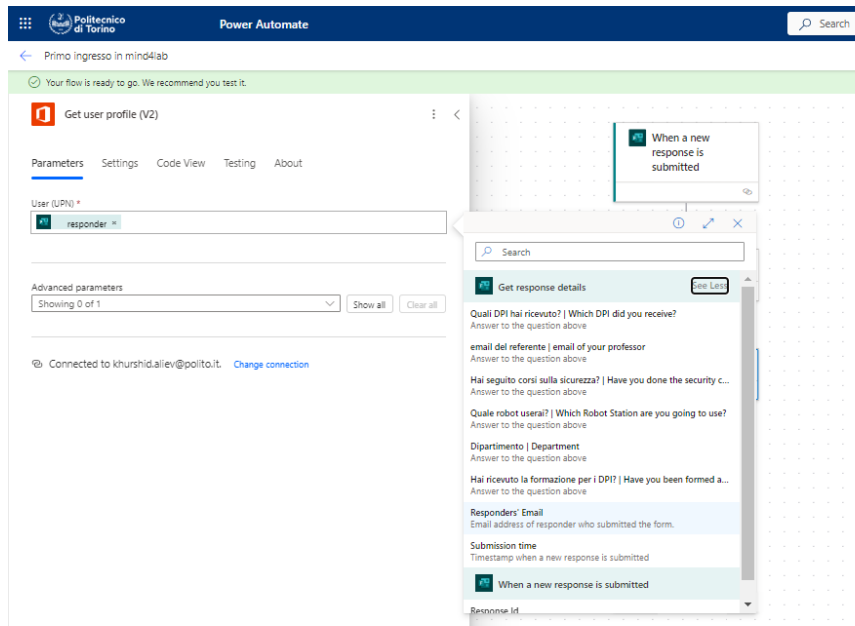 Politecnico
di Torino
Power Automate
Search
Primo ingresso in mind4lab
Your flow is ready to go. We recommend you test it.
Get user profile (V2)
Parameters
Settings
Code View
Testing
About
User (UPN) *
responder ×
Advanced parameters
Showing 0 of 1
Show all
Clear all
Connected to khurshid.aliev@polito.it.
Change connection
When a new
response is
submitted
Search
Get response details
See Less
Quali DPI hai ricevuto? | Which DPI did you receive?
Answer to the question above
email del referente | email of your professor
Answer to the question above
Hai seguito corsi sulla sicurezza? | Have you done the security c...
Answer to the question above
Quale robot userai? | Which Robot Station are you going to use?
Answer to the question above
Dipartimento | Department
Answer to the question above
Hai ricevuto la formazione per i DPI? | Have you been formed a...
Answer to the question above
Responders' Email
Email address of responder who submitted the form.
Submission time
Timestamp when a new response is submitted
When a new response is submitted
Response Id